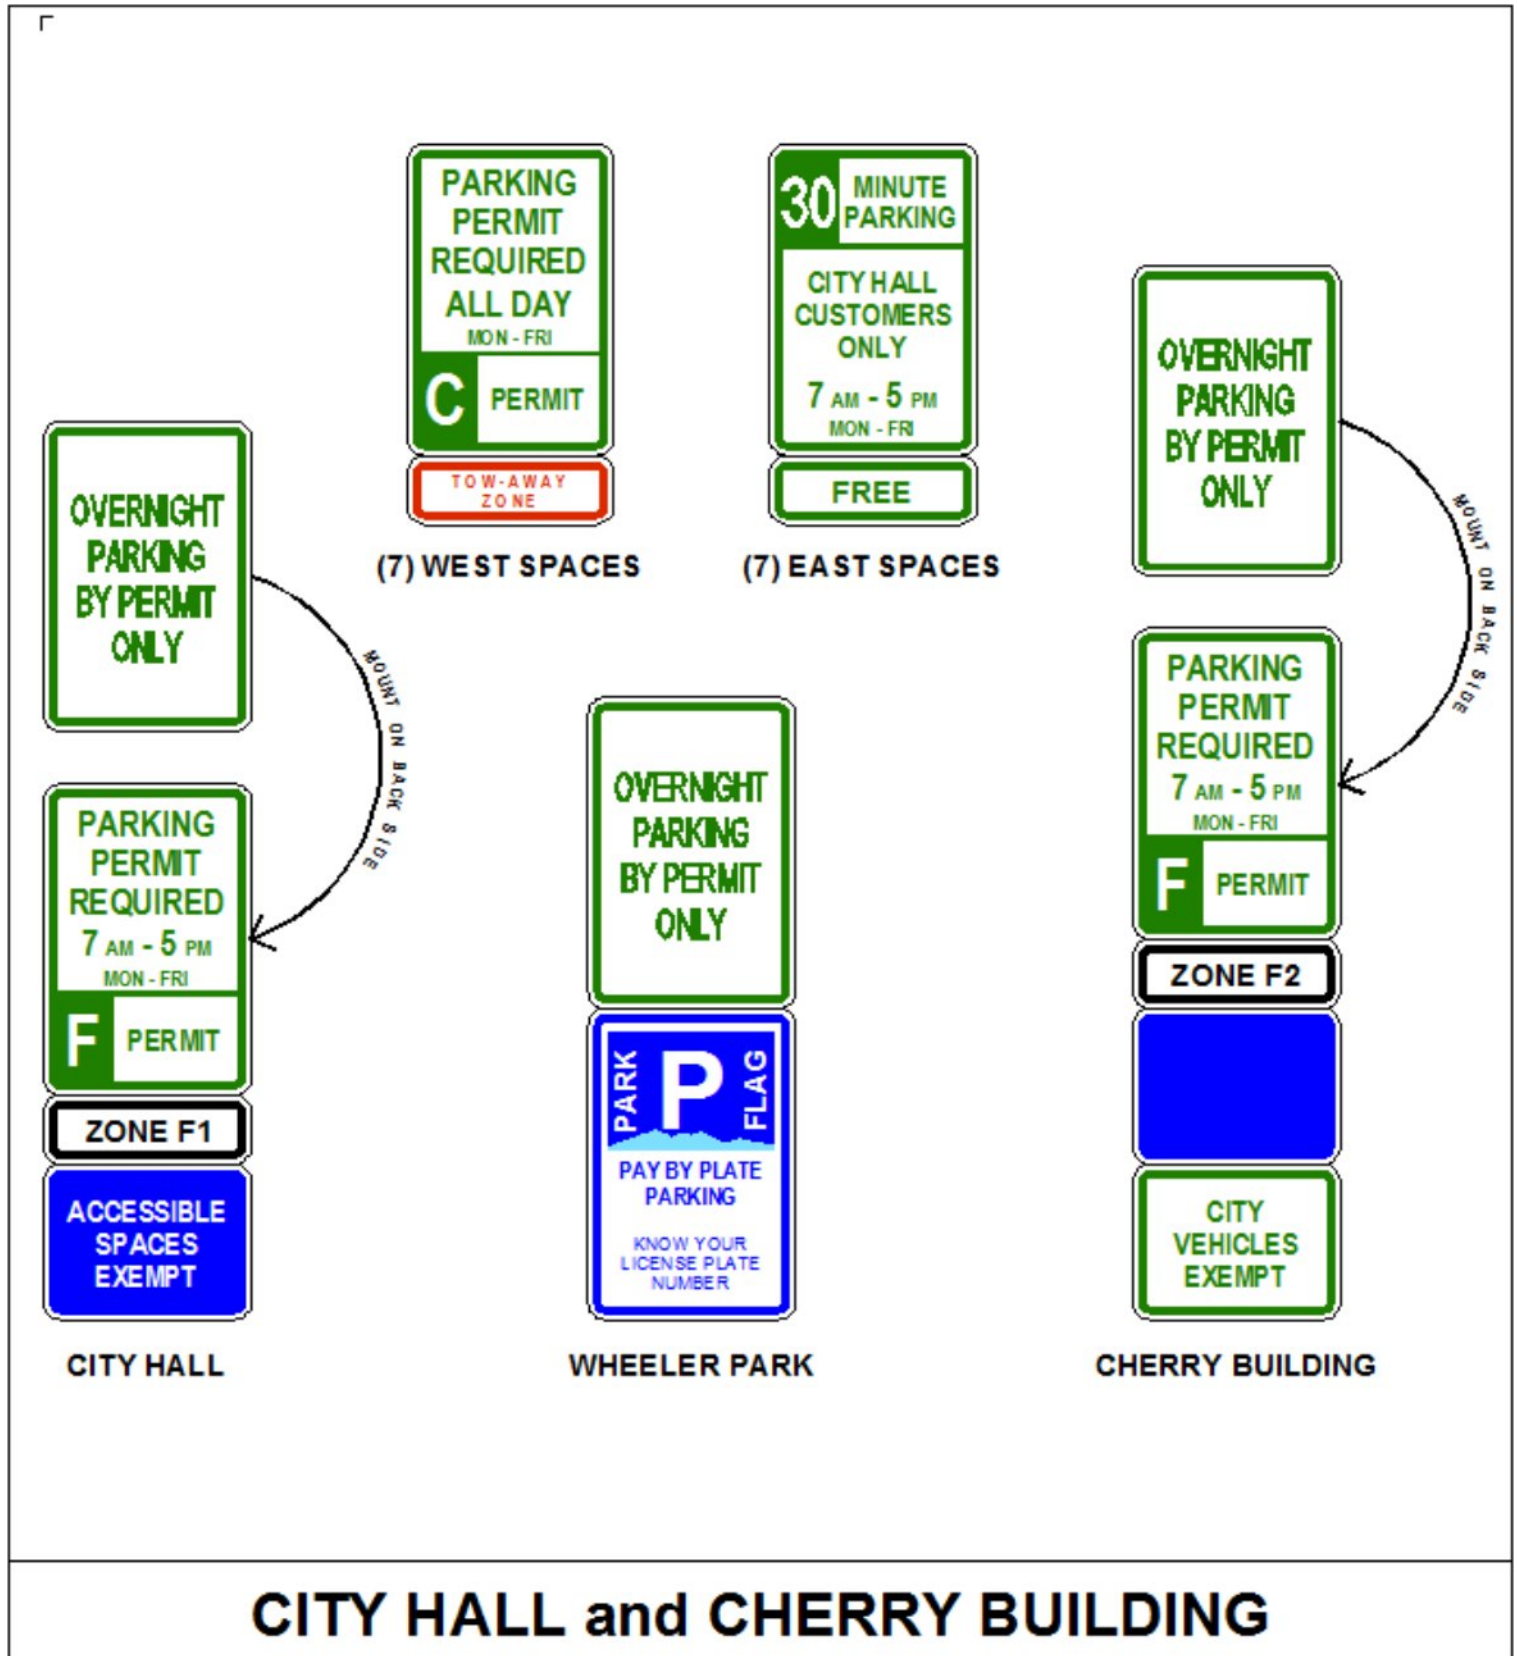 PARKING
PERMIT
REQUIRED
ALL DAY
MON - FRI
C PERMIT
TOW-AWAY
ZONE
(7) WEST SPACES
30 MINUTE
PARKING
CITY HALL
CUSTOMERS
ONLY
7 AM - 5 PM
MON - FRI
FREE
(7) EAST SPACES
OVERNIGHT
PARKING
BY PERMIT
ONLY
MOUNT ON BACK SIDE
PARKING
PERMIT
REQUIRED
7 AM - 5 PM
MON - FRI
F PERMIT
ZONE F1
ACCESSIBLE
SPACES
EXEMPT
CITY HALL
OVERNIGHT
PARKING
BY PERMIT
ONLY
PARK P FLAG
PAY BY PLATE
PARKING
KNOW YOUR
LICENSE PLATE
NUMBER
WHEELER PARK
OVERNIGHT
PARKING
BY PERMIT
ONLY
MOUNT ON BACK SIDE
PARKING
PERMIT
REQUIRED
7 AM - 5 PM
MON - FRI
F PERMIT
ZONE F2
CITY
VEHICLES
EXEMPT
CHERRY BUILDING
CITY HALL and CHERRY BUILDING